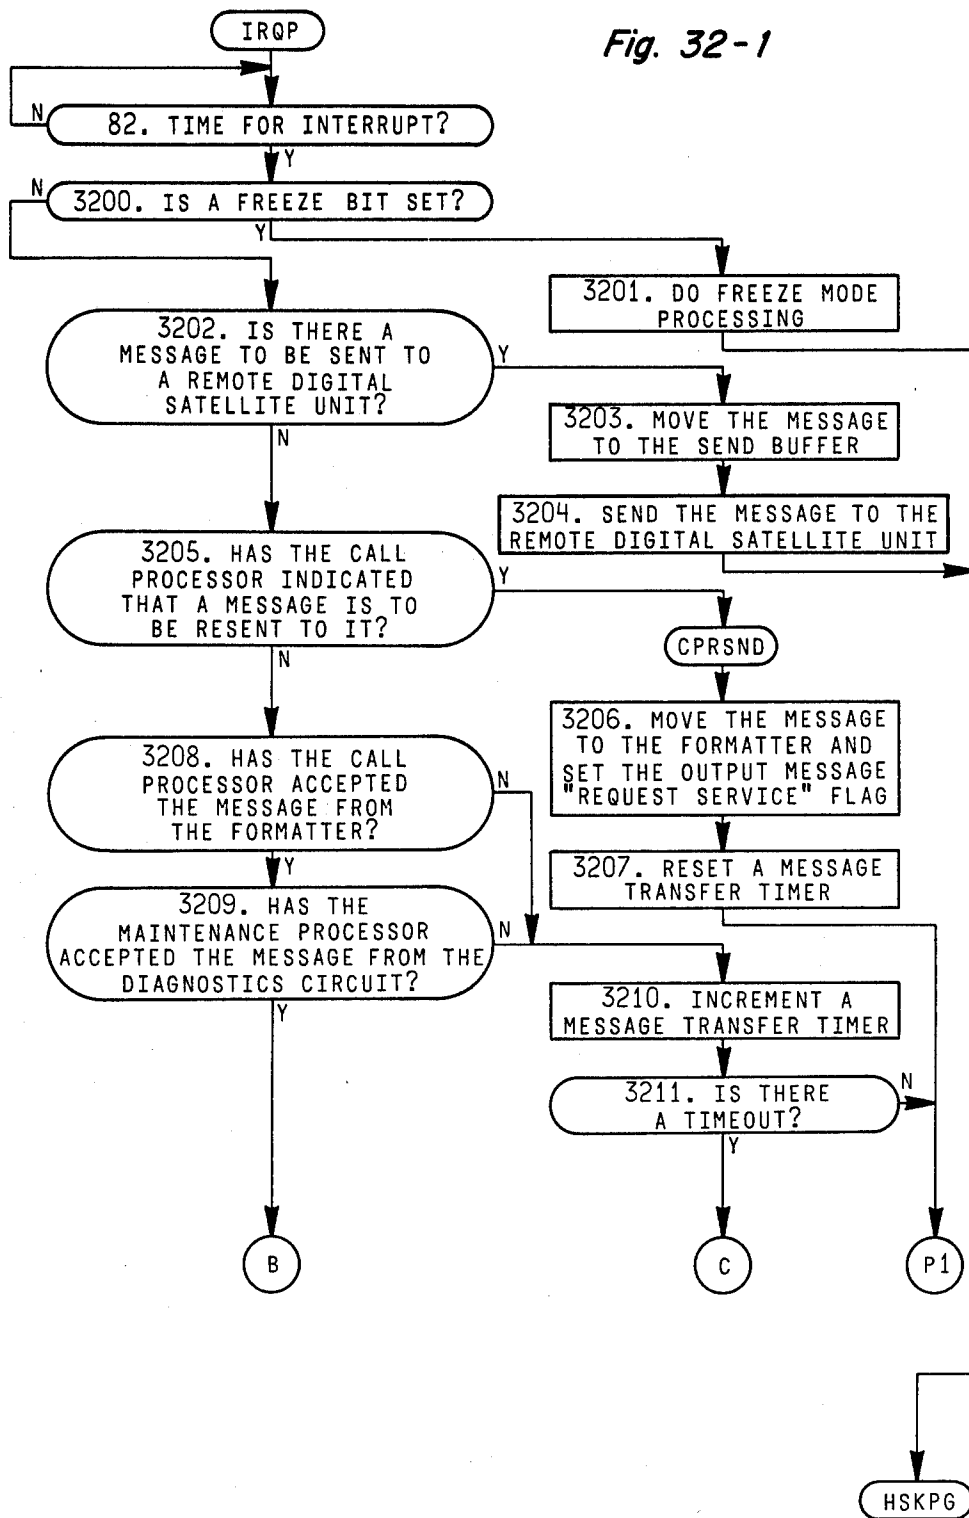 IRQP
Fig. 32-1
N
82. TIME FOR INTERRUPT?
Y
N
3200. IS A FREEZE BIT SET?
Y
3201. DO FREEZE MODE
PROCESSING
3202. IS THERE A
MESSAGE TO BE SENT TO
A REMOTE DIGITAL
SATELLITE UNIT?
Y
N
3203. MOVE THE MESSAGE
TO THE SEND BUFFER
3204. SEND THE MESSAGE TO THE
REMOTE DIGITAL SATELLITE UNIT
3205. HAS THE CALL
PROCESSOR INDICATED
THAT A MESSAGE IS TO
BE RESENT TO IT?
Y
N
CPRSND
3206. MOVE THE MESSAGE
TO THE FORMATTER AND
SET THE OUTPUT MESSAGE
"REQUEST SERVICE" FLAG
3208. HAS THE CALL
PROCESSOR ACCEPTED
THE MESSAGE FROM
THE FORMATTER?
N
Y
3207. RESET A MESSAGE
TRANSFER TIMER
3209. HAS THE
MAINTENANCE PROCESSOR
ACCEPTED THE MESSAGE FROM THE
DIAGNOSTICS CIRCUIT?
N
Y
3210. INCREMENT A
MESSAGE TRANSFER TIMER
3211. IS THERE
A TIMEOUT?
N
Y
B
C
P1
HSKPG